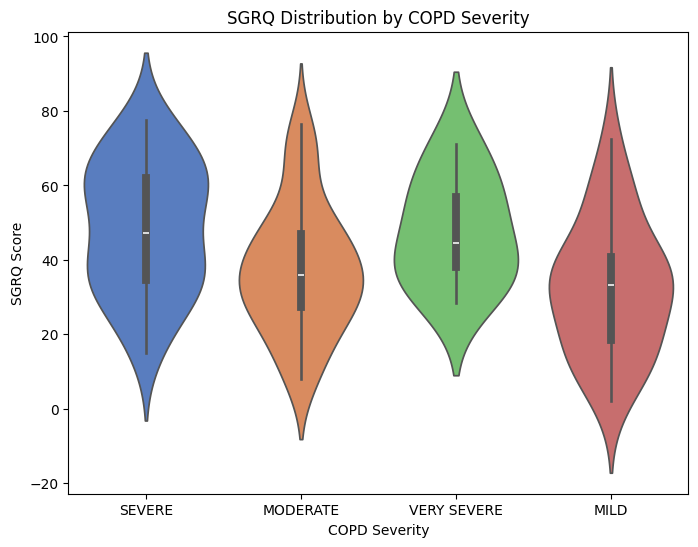 SGRQ Distribution by COPD Severity
100
80
60
40
20
0
−20
SGRQ Score
SEVERE
MODERATE
VERY SEVERE
MILD
COPD Severity